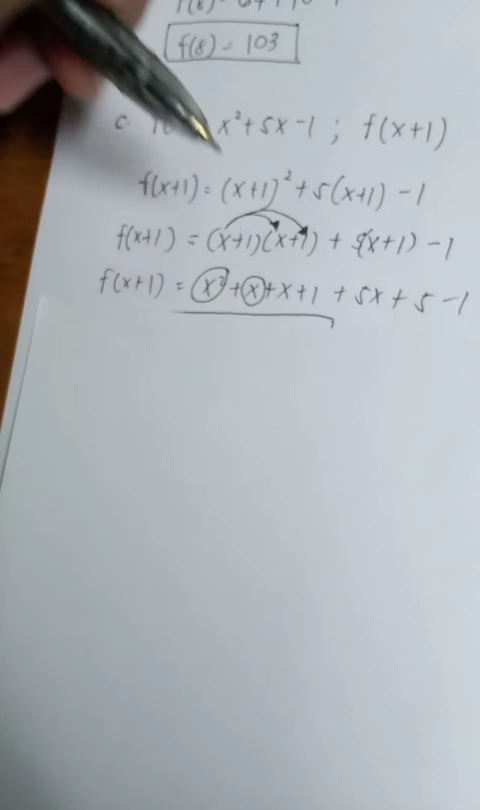 f(8) = 103
c. x²+5x-1 ; f(x+1)
f(x+1) = (x+1)² + 5(x+1) - 1
f(x+1) = (x+1)(x+1) + 5(x+1) - 1
f(x+1) = x² + x + x + 1 + 5x + 5 - 1